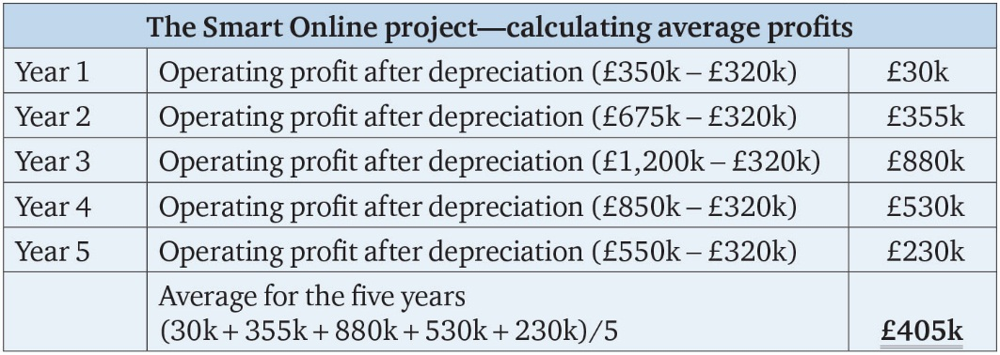 The Smart Online project—calculating average profits
Year 1 Operating profit after depreciation (£350k – £320k) £30k
Year 2 Operating profit after depreciation (£675k – £320k) £355k
Year 3 Operating profit after depreciation (£1,200k – £320k) £880k
Year 4 Operating profit after depreciation (£850k – £320k) £530k
Year 5 Operating profit after depreciation (£550k – £320k) £230k
Average for the five years
(30k + 355k + 880k + 530k + 230k)/5 £405k